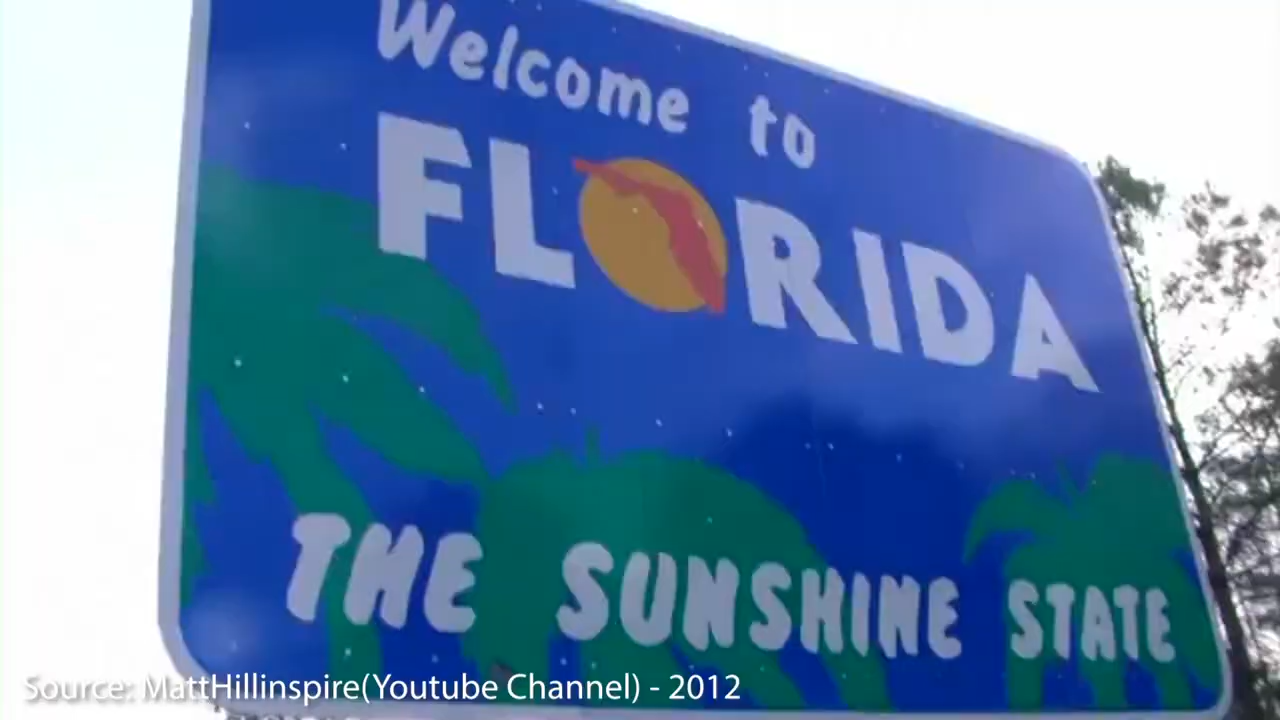 Welcome to
FLORIDA
THE SUNSHINE STATE
Source: MattHillinspire(Youtube Channel) - 2012